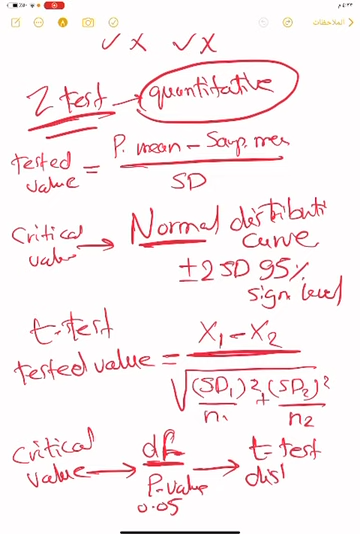 الملاحظات
✓ X ✓ X
Z test → quantitative
tested value = P. mean - Samp. mea / SD
Critical value → Normal distributi curve
± 2 SD 95%
sign. level
t-test
tested value = X₁ - X₂ / √((SD₁)²/n₁ + (SD₂)²/n₂)
Critical value → df → t-test dist
P-value
0.05